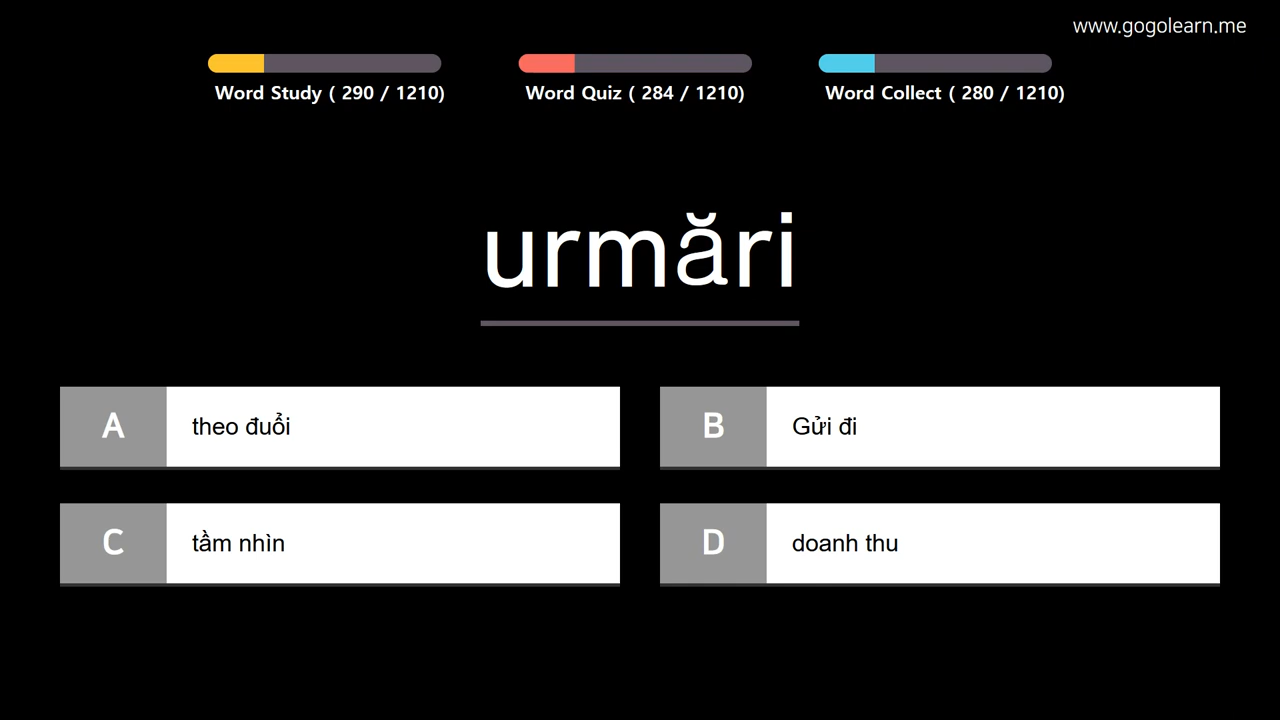 www.gogolearn.me
Word Study ( 290 / 1210)
Word Quiz ( 284 / 1210)
Word Collect ( 280 / 1210)
urmări
A theo đuổi
B Gửi đi
C tầm nhìn
D doanh thu